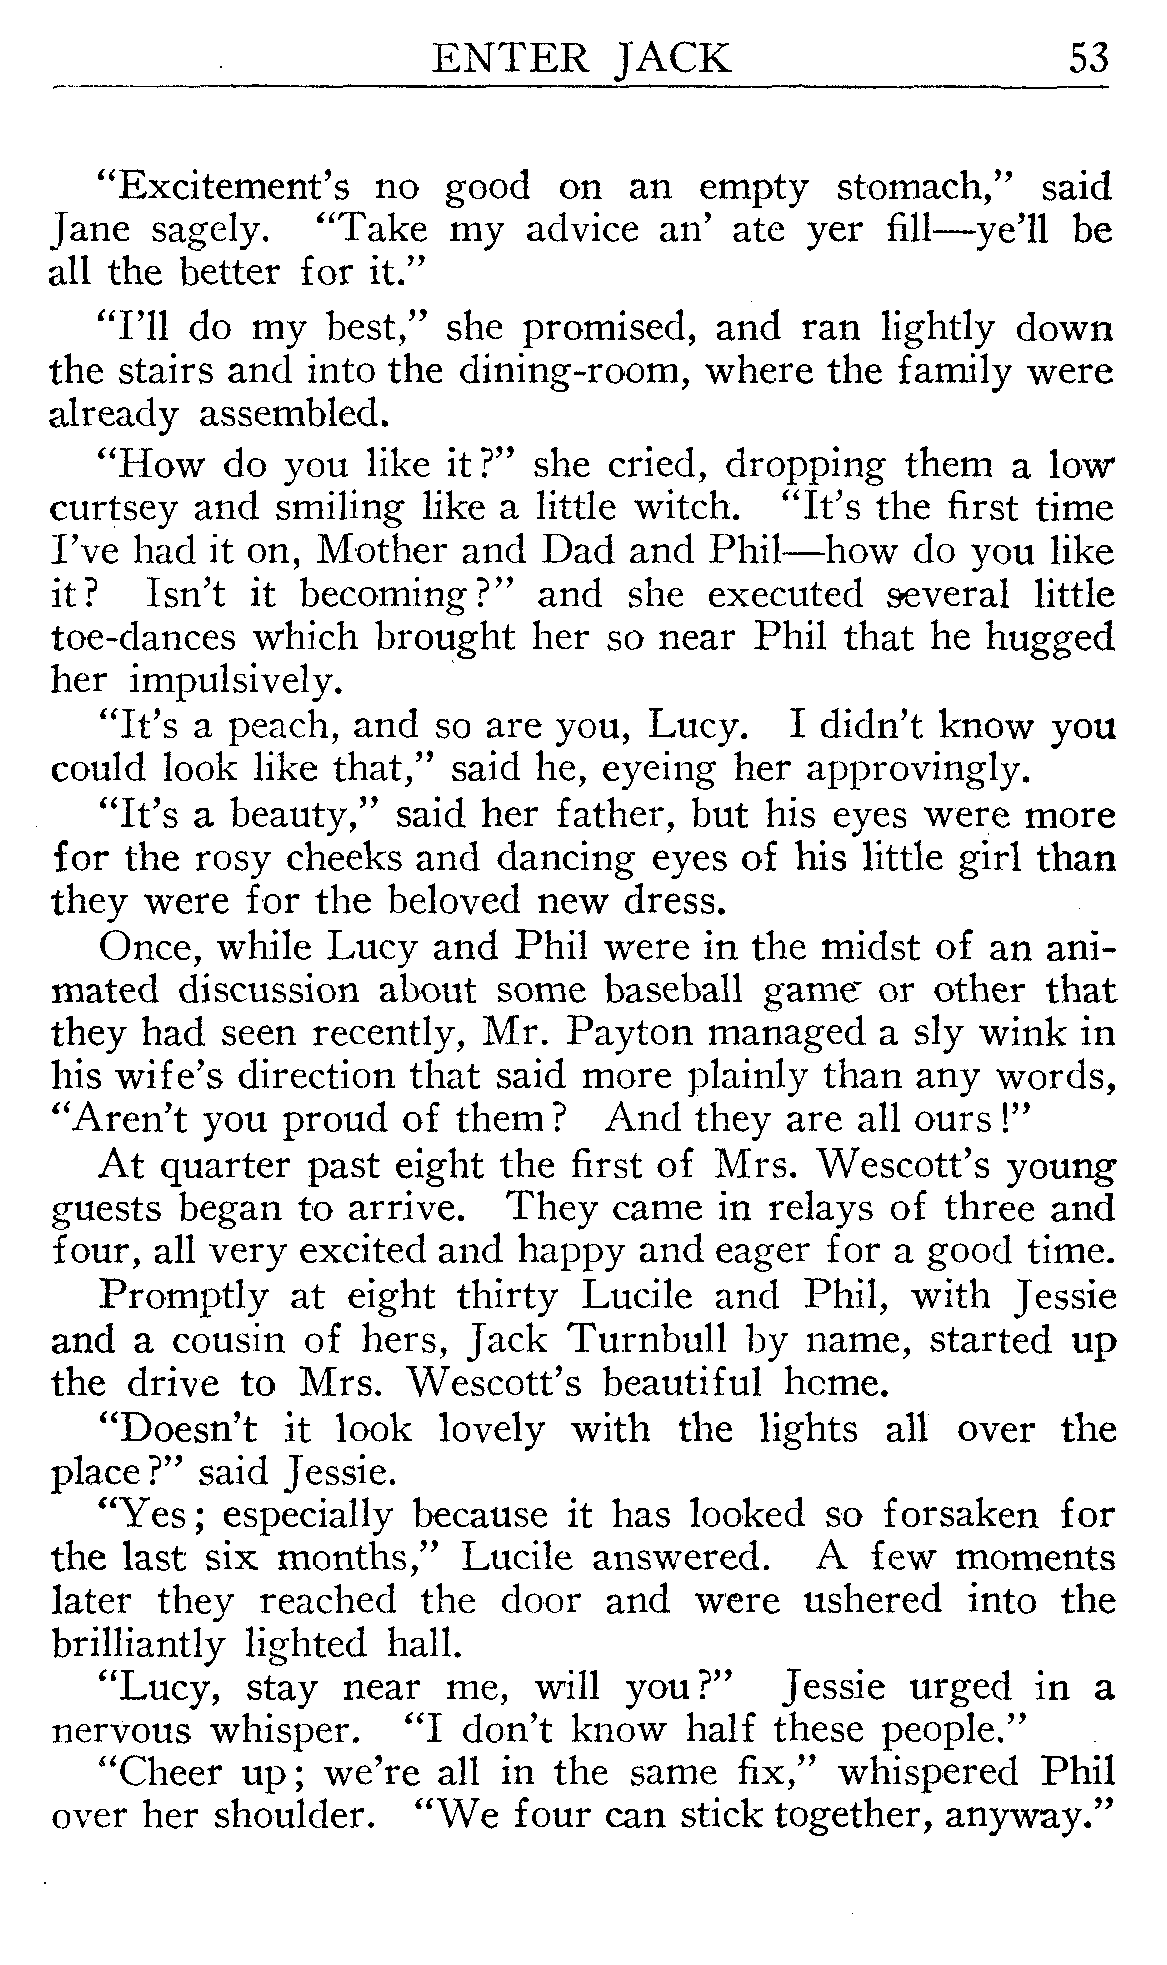 ENTER JACK 53
“Excitement’s no good on an empty stomach,” said
Jane sagely. “Take my advice an’ ate yer fill—ye’ll be
all the better for it.”
“I’ll do my best,” she promised, and ran lightly down
the stairs and into the dining-room, where the family were
already assembled.
“How do you like it?” she cried, dropping them a low
curtsey and smiling like a little witch. “It’s the first time
I’ve had it on, Mother and Dad and Phil—how do you like
it? Isn’t it becoming?” and she executed several little
toe-dances which brought her so near Phil that he hugged
her impulsively.
“It’s a peach, and so are you, Lucy. I didn’t know you
could look like that,” said he, eyeing her approvingly.
“It’s a beauty,” said her father, but his eyes were more
for the rosy cheeks and dancing eyes of his little girl than
they were for the beloved new dress.
Once, while Lucy and Phil were in the midst of an ani-
mated discussion about some baseball game or other that
they had seen recently, Mr. Payton managed a sly wink in
his wife’s direction that said more plainly than any words,
“Aren’t you proud of them? And they are all ours!”
At quarter past eight the first of Mrs. Wescott’s young
guests began to arrive. They came in relays of three and
four, all very excited and happy and eager for a good time.
Promptly at eight thirty Lucile and Phil, with Jessie
and a cousin of hers, Jack Turnbull by name, started up
the drive to Mrs. Wescott’s beautiful home.
“Doesn’t it look lovely with the lights all over the
place?” said Jessie.
“Yes; especially because it has looked so forsaken for
the last six months,” Lucile answered. A few moments
later they reached the door and were ushered into the
brilliantly lighted hall.
“Lucy, stay near me, will you?” Jessie urged in a
nervous whisper. “I don’t know half these people.”
“Cheer up; we’re all in the same fix,” whispered Phil
over her shoulder. “We four can stick together, anyway.”